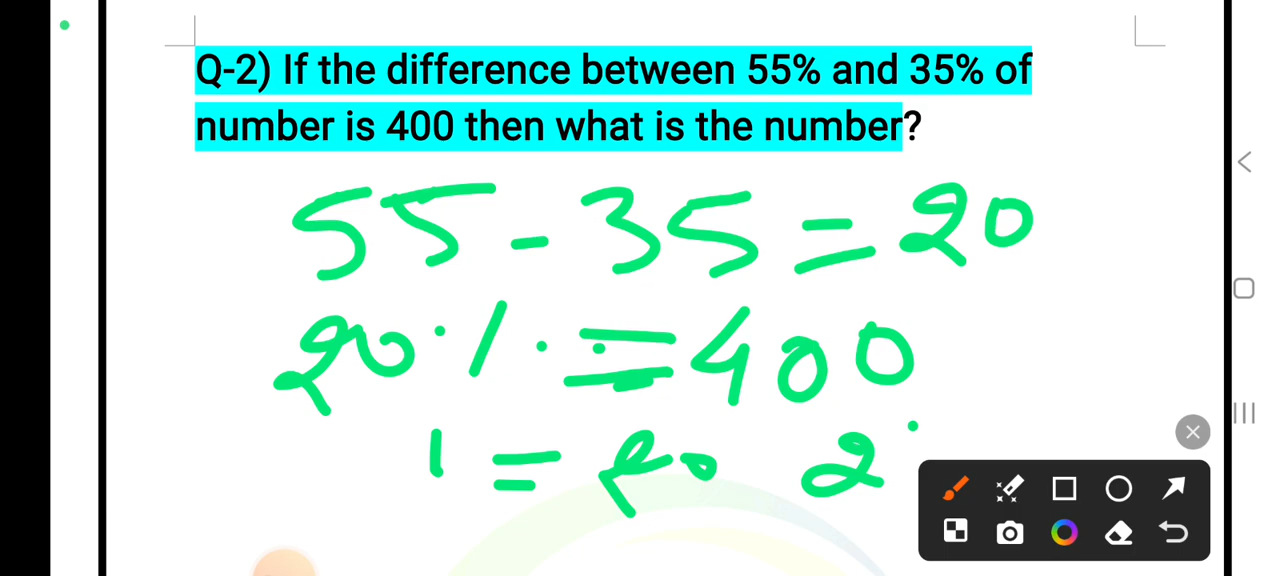 Q-2) If the difference between 55% and 35% of
number is 400 then what is the number?
55 - 35 = 20
20% = 400
1 = 20 2